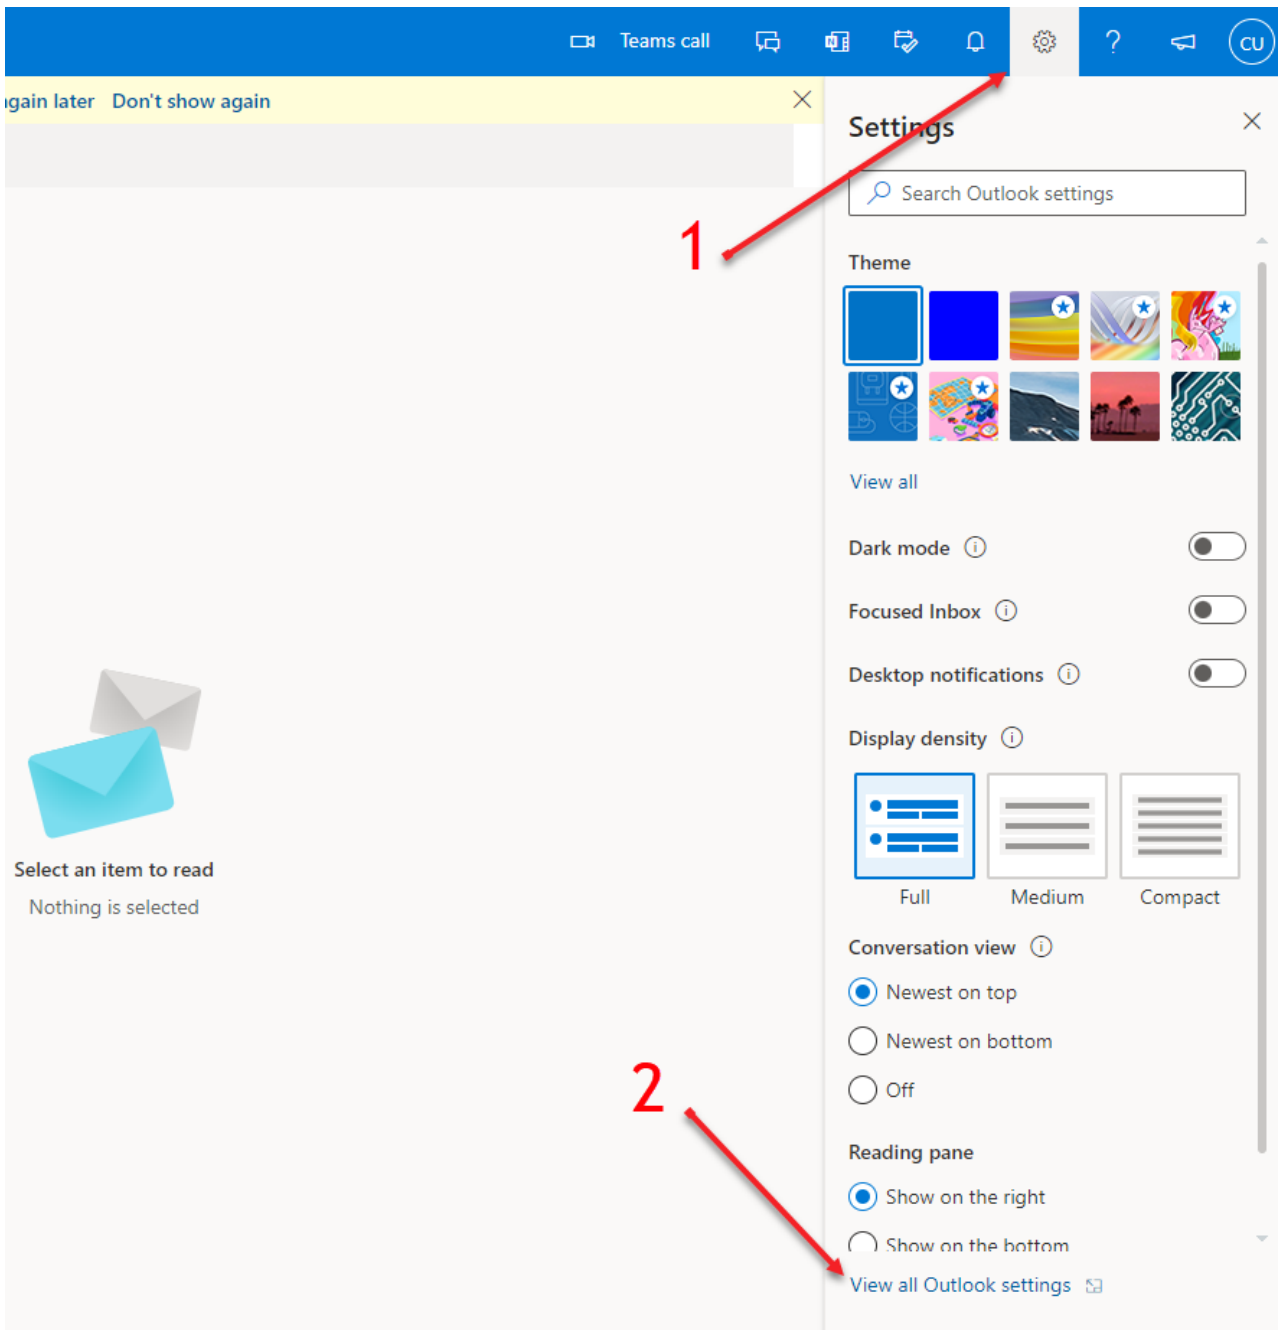 Teams call
?
CU
gain later Don't show again
Settings
Search Outlook settings
1
Theme
View all
Dark mode
Focused Inbox
Desktop notifications
Display density
Full Medium Compact
Select an item to read
Nothing is selected
Conversation view
Newest on top
Newest on bottom
Off
2
Reading pane
Show on the right
Show on the bottom
View all Outlook settings